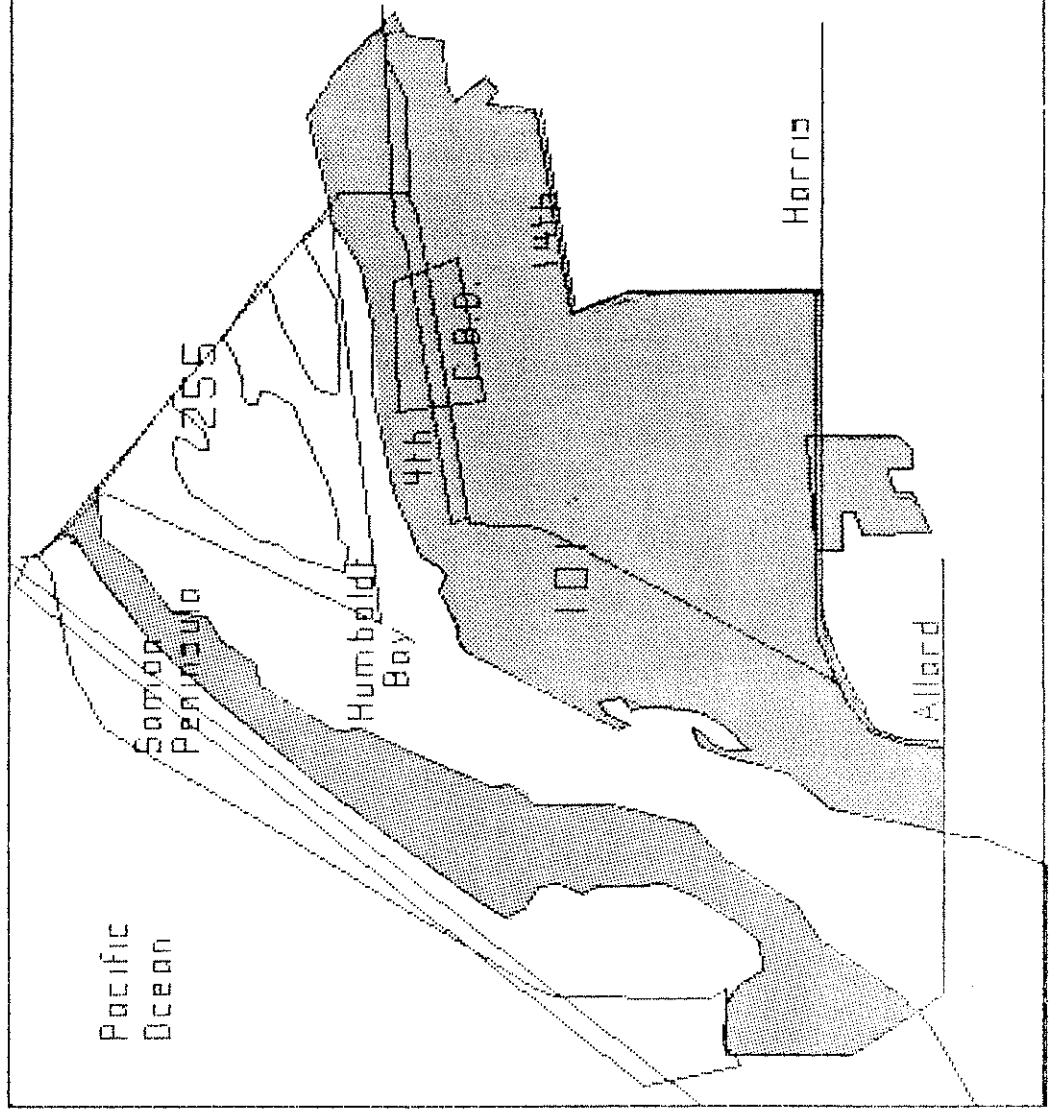 Pacific
Ocean
Samoa
Peninsula
255
Humboldt
Bay
4th
C.B.D.
14th
101
Harris
Allard